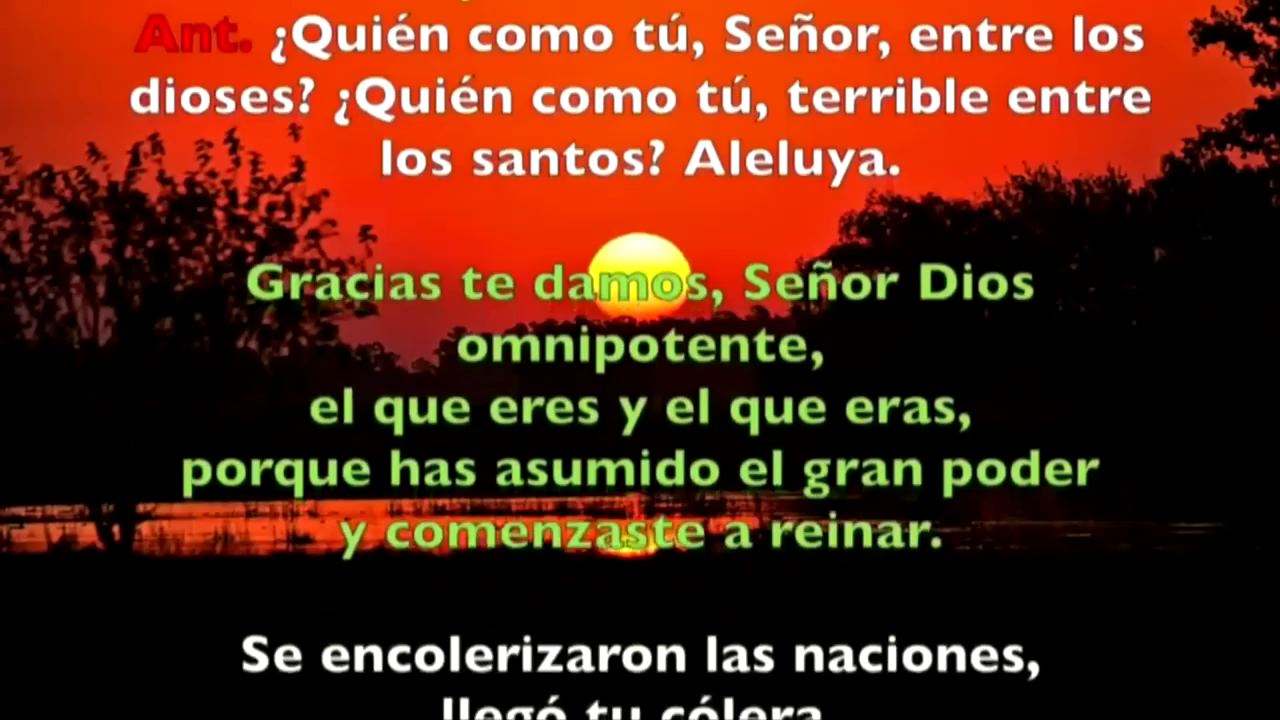 Ant. ¿Quién como tú, Señor, entre los
dioses? ¿Quién como tú, terrible entre
los santos? Aleluya.
Gracias te damos, Señor Dios
omnipotente,
el que eres y el que eras,
porque has asumido el gran poder
y comenzaste a reinar.
Se encolerizaron las naciones,
llegó tu cólera